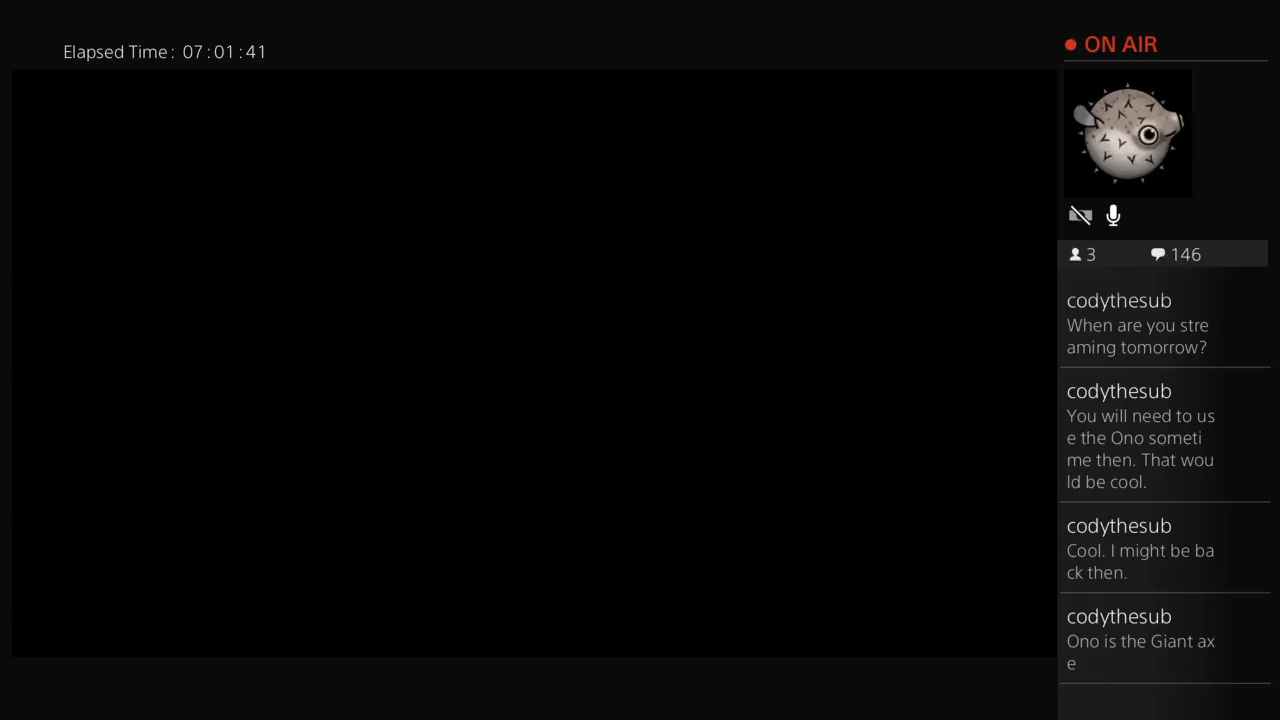 Elapsed Time: 07:01:41
ON AIR
3 146
codythesub
When are you stre
aming tomorrow?
codythesub
You will need to us
e the Ono someti
me then. That wou
ld be cool.
codythesub
Cool. I might be ba
ck then.
codythesub
Ono is the Giant ax
e